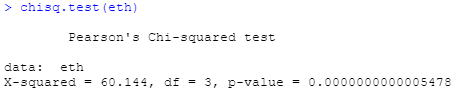 > chisq.test(eth)
Pearson's Chi-squared test
data:  eth
X-squared = 60.144, df = 3, p-value = 0.0000000000005478